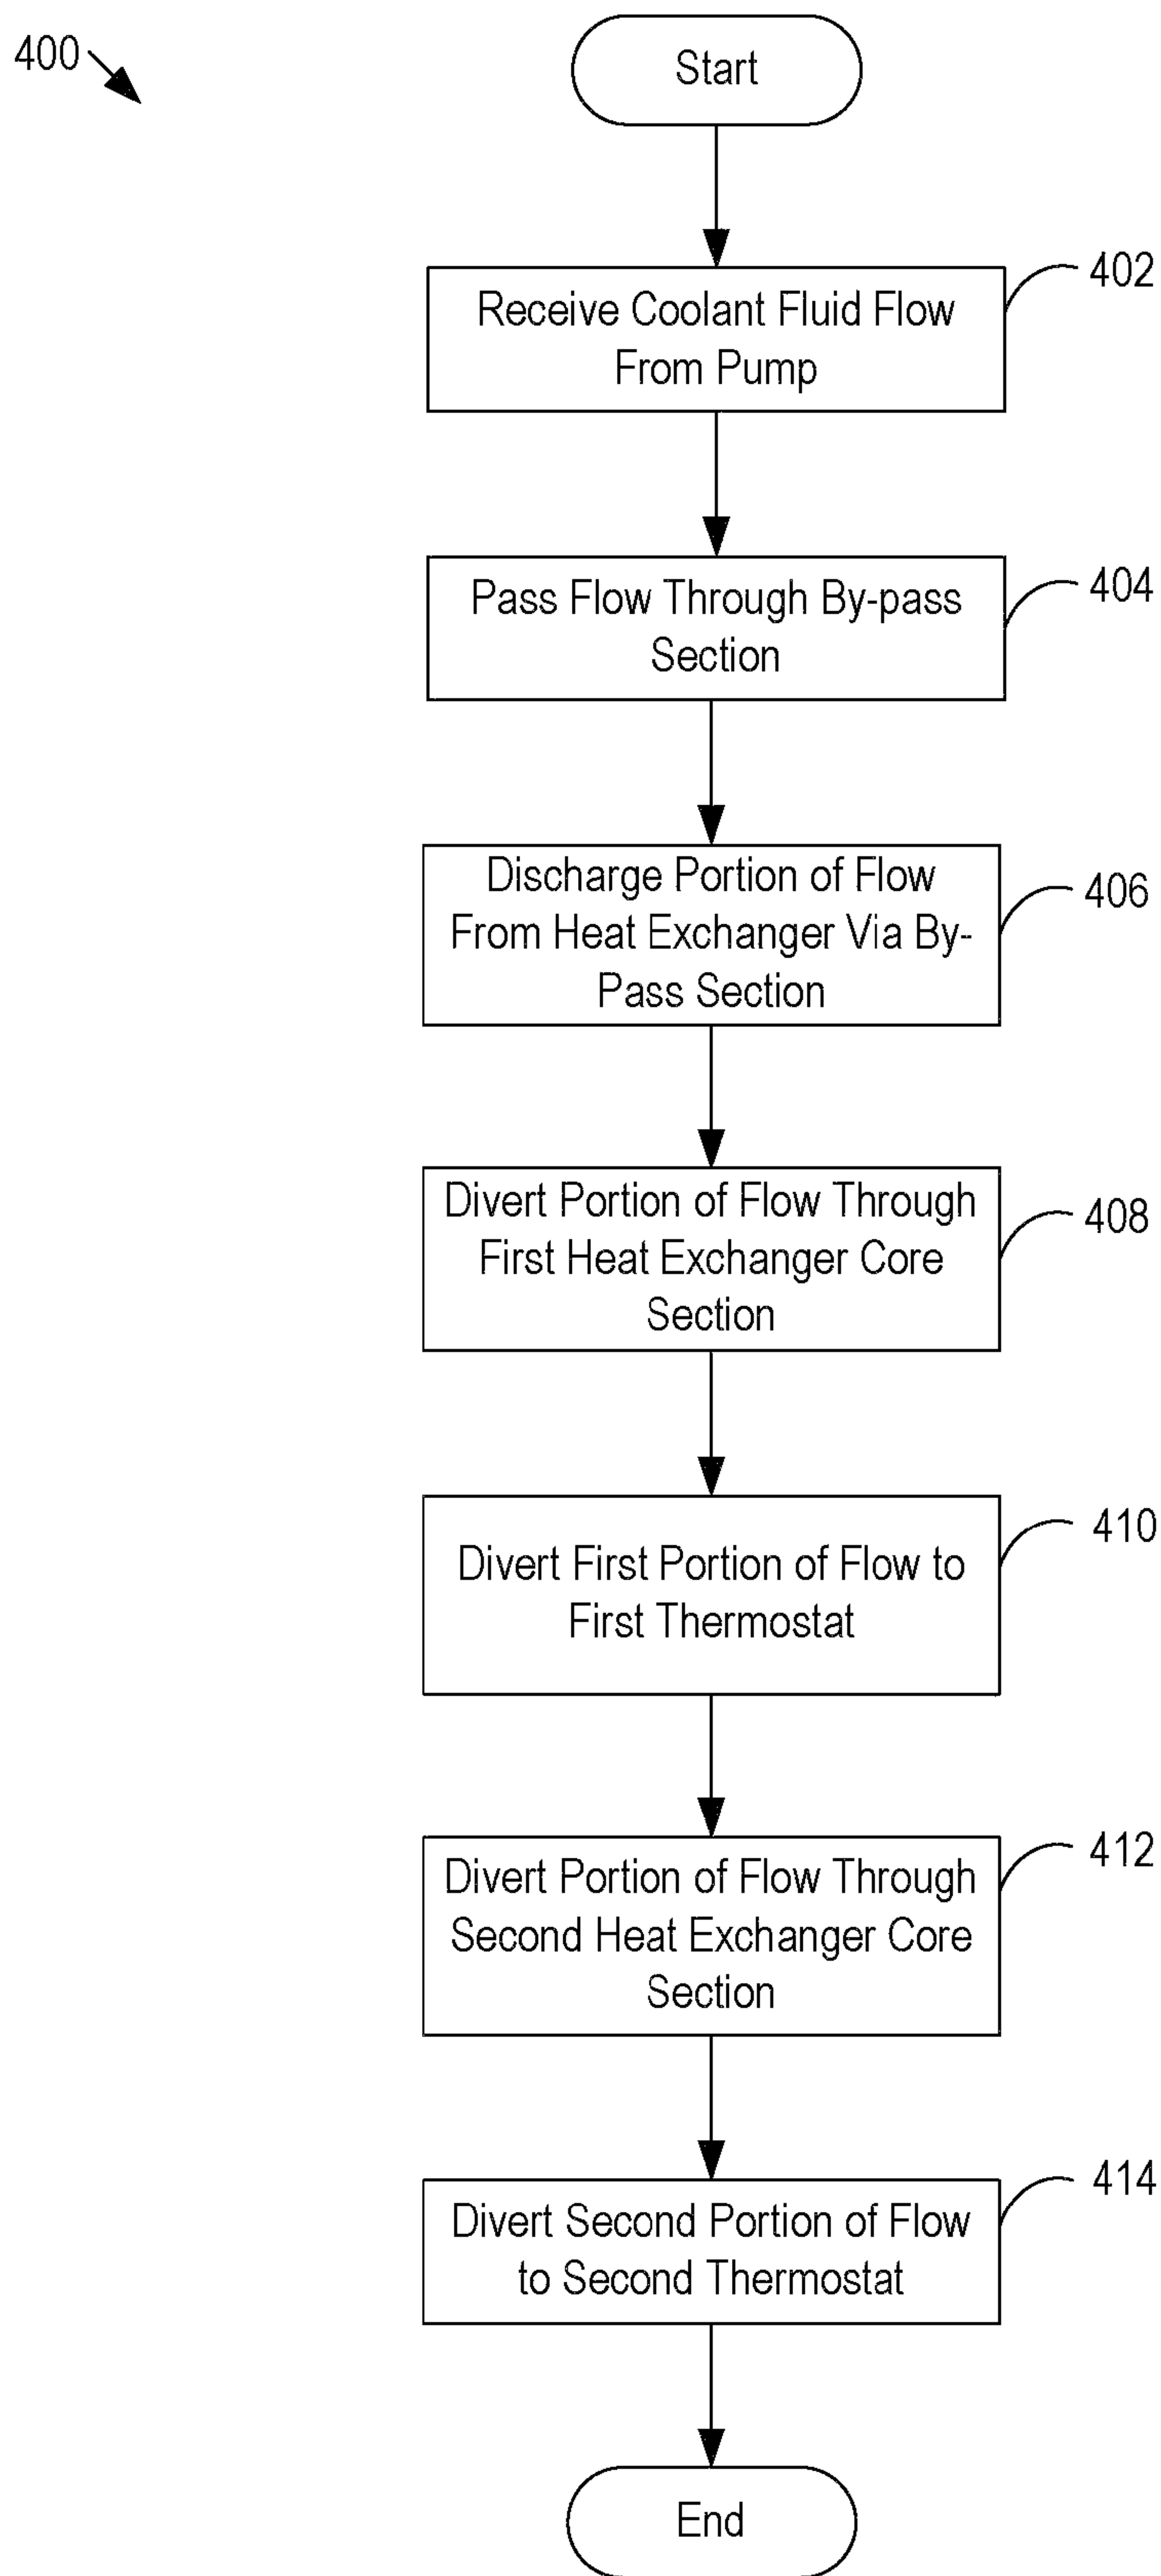 400
Start
402
Receive Coolant Fluid Flow
From Pump
404
Pass Flow Through By-pass
Section
406
Discharge Portion of Flow
From Heat Exchanger Via By-
Pass Section
408
Divert Portion of Flow Through
First Heat Exchanger Core
Section
410
Divert First Portion of Flow to
First Thermostat
412
Divert Portion of Flow Through
Second Heat Exchanger Core
Section
414
Divert Second Portion of Flow
to Second Thermostat
End